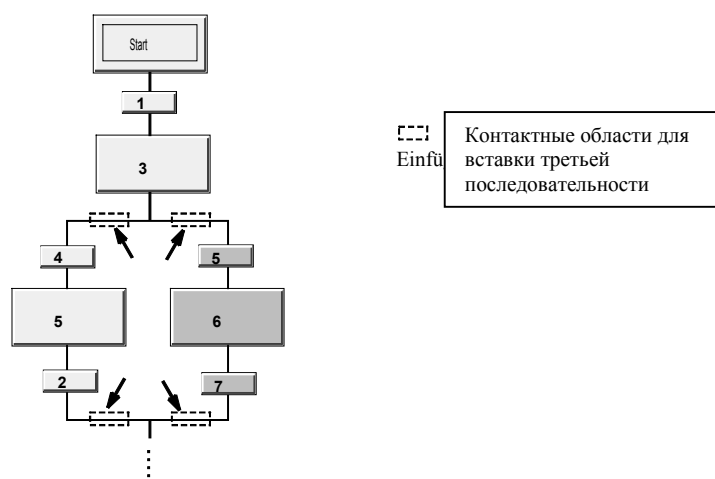 Start
1
3
4
5
5
6
2
7
Контактные области для
Einfü
вставки третьей
последовательности